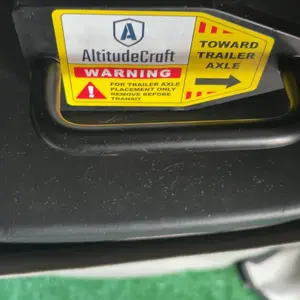 A
AltitudeCraft
WARNING
FOR TRAILER AXLE
PLACEMENT ONLY
REMOVE BEFORE
TRANSIT
TOWARD
TRAILER
AXLE